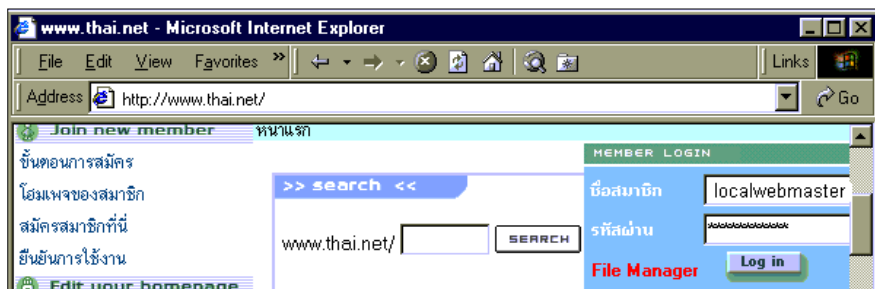 www.thai.net - Microsoft Internet Explorer
File Edit View Favorites » Links
Address http://www.thai.net/ Go
Join new member หน้าแรก
MEMBER LOGIN
ขั้นตอนการสมัคร
โฮมเพจของสมาชิก
>> search <<
ชื่อสมาชิก localwebmaster
สมัครสมาชิกที่นี่
www.thai.net/ SEARCH
รหัสผ่าน *************
ยืนยันการใช้งาน
File Manager Log in
Edit your homepage